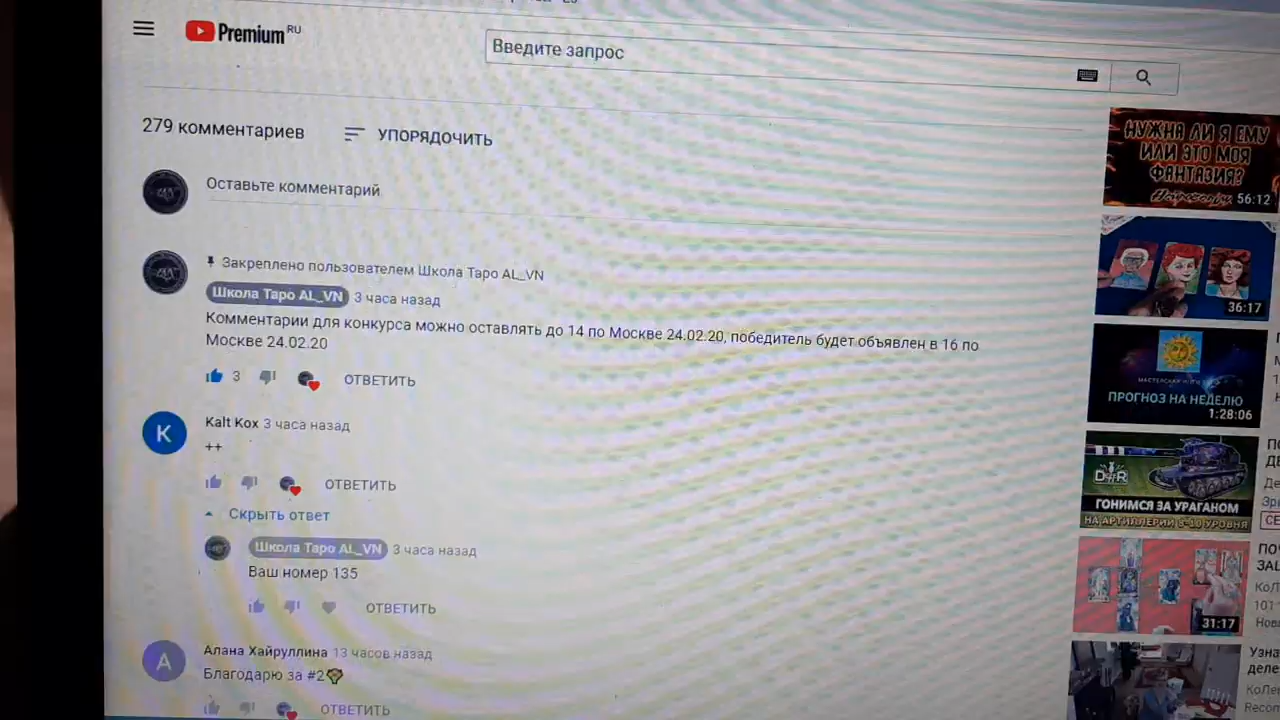 Premium RU
Введите запрос
279 комментариев
УПОРЯДОЧИТЬ
Оставьте комментарий
Закреплено пользователем Школа Таро AL_VN
Школа Таро AL_VN 3 часа назад
Комментарии для конкурса можно оставлять до 14 по Москве 24.02.20, победитель будет объявлен в 16 по
Москве 24.02.20
3
ОТВЕТИТЬ
K
Kalt Kox 3 часа назад
++
ОТВЕТИТЬ
Скрыть ответ
Школа Таро AL_VN 3 часа назад
Ваш номер 135
ОТВЕТИТЬ
А
Алана Хайруллина 13 часов назад
Благодарю за #2
ОТВЕТИТЬ
НУЖНА ЛИ Я ЕМУ
ИЛИ ЭТО МОЯ
ФАНТАЗИЯ?
56:12
36:17
ПРОГНОЗ НА НЕДЕЛЮ
1:28:06
D#R
ГОНИМСЯ ЗА УРАГАНОМ
НА АРТИЛЛЕРИИ 8-10 УРОВНЯ
31:17
Узна
деле
КоЛе
Recon